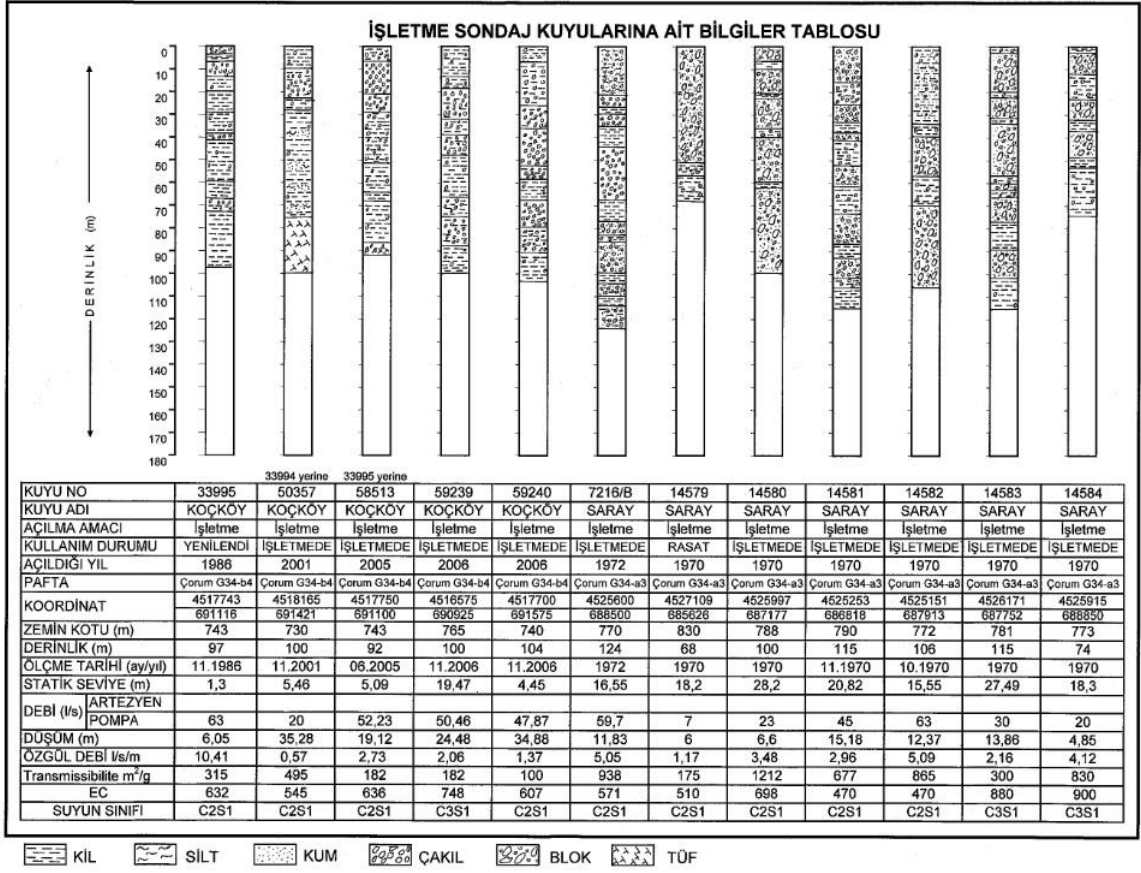 İŞLETME SONDAJ KUYULARINA AİT BİLGİLER TABLOSU
DERİNLİK (m)
0
10
20
30
40
50
60
70
80
90
100
110
120
130
140
150
160
170
180
33994 yerine 33995 yerine
KUYU NO 33995 50357 58513 59239 59240 7216/B 14579 14580 14581 14582 14583 14584
KUYU ADI KOÇKÖY KOÇKÖY KOÇKÖY KOÇKÖY KOÇKÖY SARAY SARAY SARAY SARAY SARAY SARAY SARAY
AÇILMA AMACI İşletme İşletme İşletme İşletme İşletme İşletme İşletme İşletme İşletme İşletme İşletme İşletme
KULLANIM DURUMU YENİLENDİ İŞLETMEDE İŞLETMEDE İŞLETMEDE İŞLETMEDE İŞLETMEDE RASAT İŞLETMEDE İŞLETMEDE İŞLETMEDE İŞLETMEDE İŞLETMEDE
AÇILDIĞI YIL 1986 2001 2005 2006 2006 1972 1970 1970 1970 1970 1970 1970
PAFTA Çorum G34-b4 Çorum G34-b4 Çorum G34-b4 Çorum G34-b4 Çorum G34-b4 Çorum G34-a3 Çorum G34-a3 Çorum G34-a3 Çorum G34-a3 Çorum G34-a3 Çorum G34-a3 Çorum G34-a3
KOORDİNAT 4517743 4518165 4517750 4516575 4517700 4525600 4527109 4525997 4525253 4525151 4526171 4525915
691116 691421 691100 690925 691575 688500 685626 687177 686818 687913 687752 688850
ZEMİN KOTU (m) 743 730 743 765 740 770 830 788 790 772 781 773
DERİNLİK (m) 97 100 92 100 104 124 68 100 115 106 115 74
ÖLÇME TARİHİ (ay/yıl) 11.1986 11.2001 06.2005 11.2006 11.2006 1972 1970 1970 11.1970 10.1970 1970 1970
STATİK SEVİYE (m) 1,3 5,46 5,09 19,47 4,45 16,55 18,2 28,2 20,82 15,55 27,49 18,3
DEBİ (l/s) ARTEZYEN
POMPA 63 20 52,23 50,46 47,87 59,7 7 23 45 63 30 20
DÜŞÜM (m) 6,05 35,28 19,12 24,48 34,88 11,83 6 6,6 15,18 12,37 13,86 4,85
ÖZGÜL DEBİ l/s/m 10,41 0,57 2,73 2,06 1,37 5,05 1,17 3,48 2,96 5,09 2,16 4,12
Transmissibilite m²/g 315 495 182 182 100 938 175 1212 677 865 300 830
EC 632 545 636 748 607 571 510 698 470 470 880 900
SUYUN SINIFI C2S1 C2S1 C2S1 C3S1 C2S1 C2S1 C2S1 C2S1 C2S1 C2S1 C3S1 C3S1
KİL SİLT KUM ÇAKIL BLOK TÜF